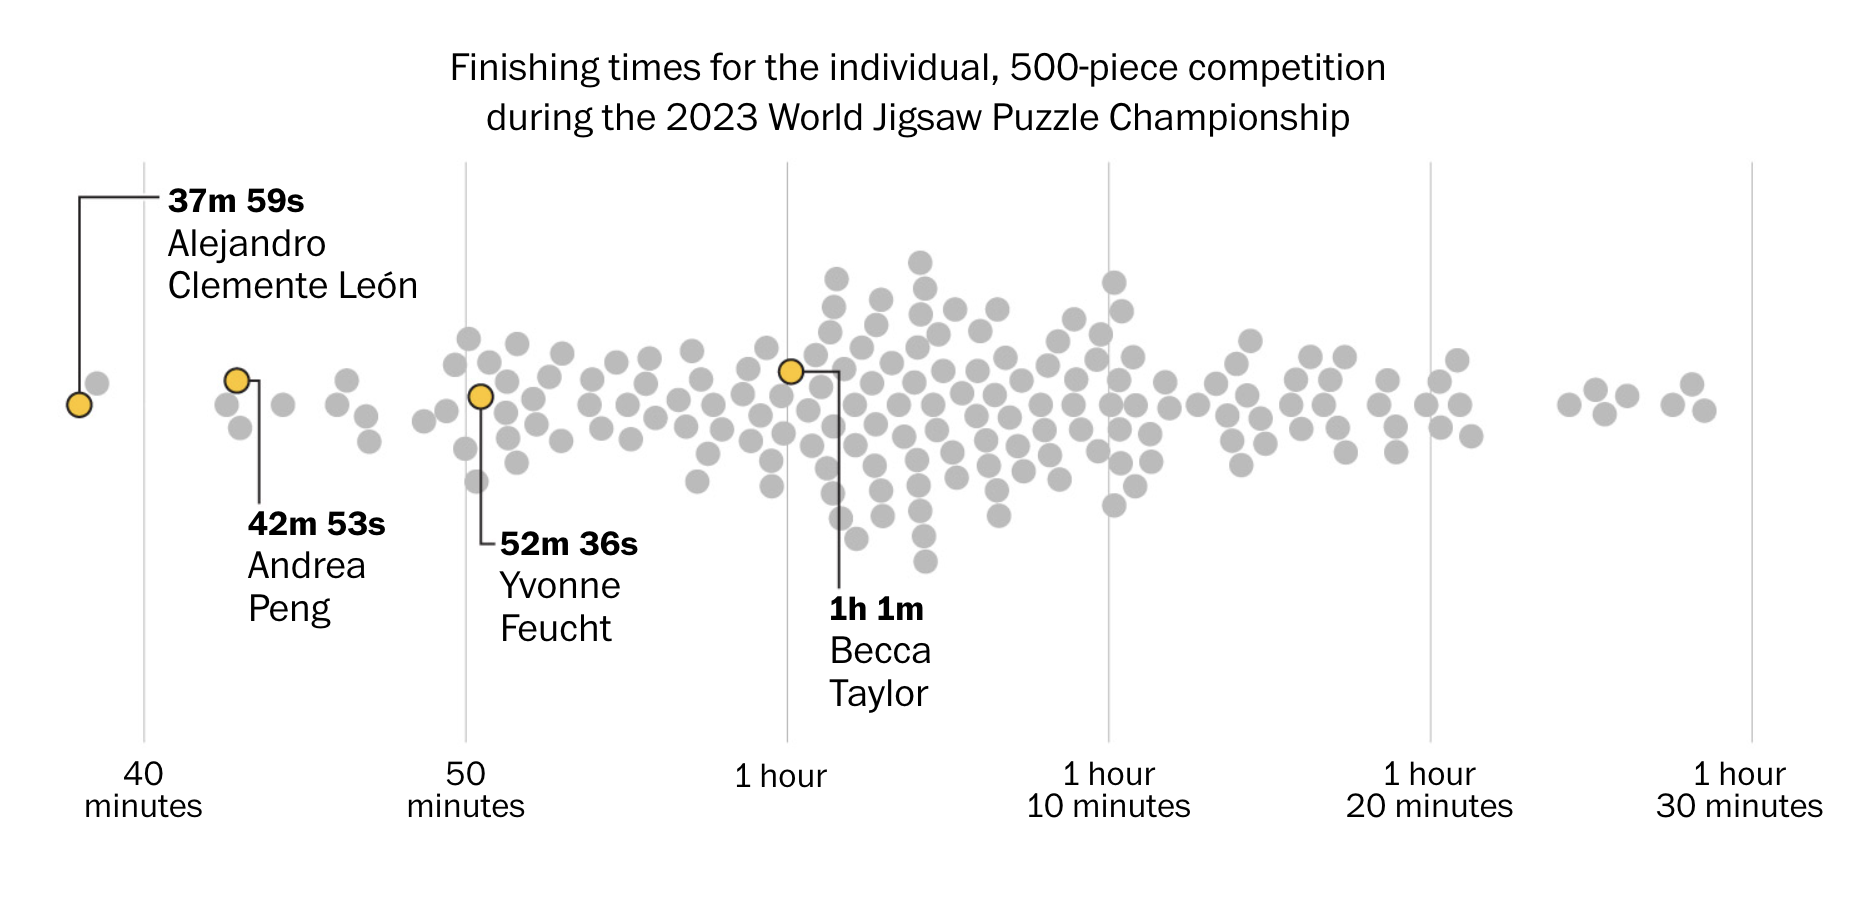 Finishing times for the individual, 500-piece competition
during the 2023 World Jigsaw Puzzle Championship
37m 59s
Alejandro
Clemente León
42m 53s
Andrea
Peng
52m 36s
Yvonne
Feucht
1h 1m
Becca
Taylor
40
minutes
50
minutes
1 hour
1 hour
10 minutes
1 hour
20 minutes
1 hour
30 minutes